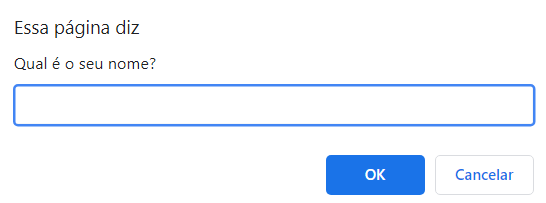 Essa página diz
Qual é o seu nome?
OK Cancelar